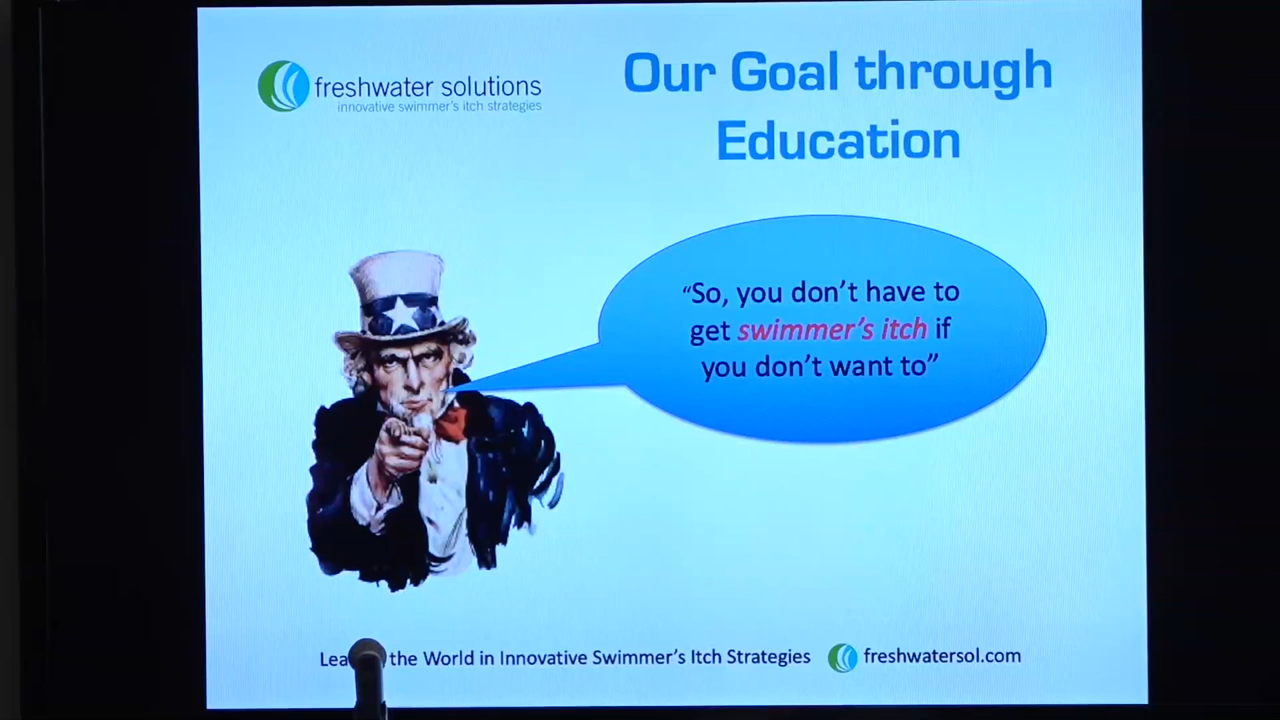 freshwater solutions
innovative swimmer's itch strategies
Our Goal through
Education
“So, you don’t have to
get swimmer’s itch if
you don’t want to”
the World in Innovative Swimmer’s Itch Strategies
freshwatersol.com